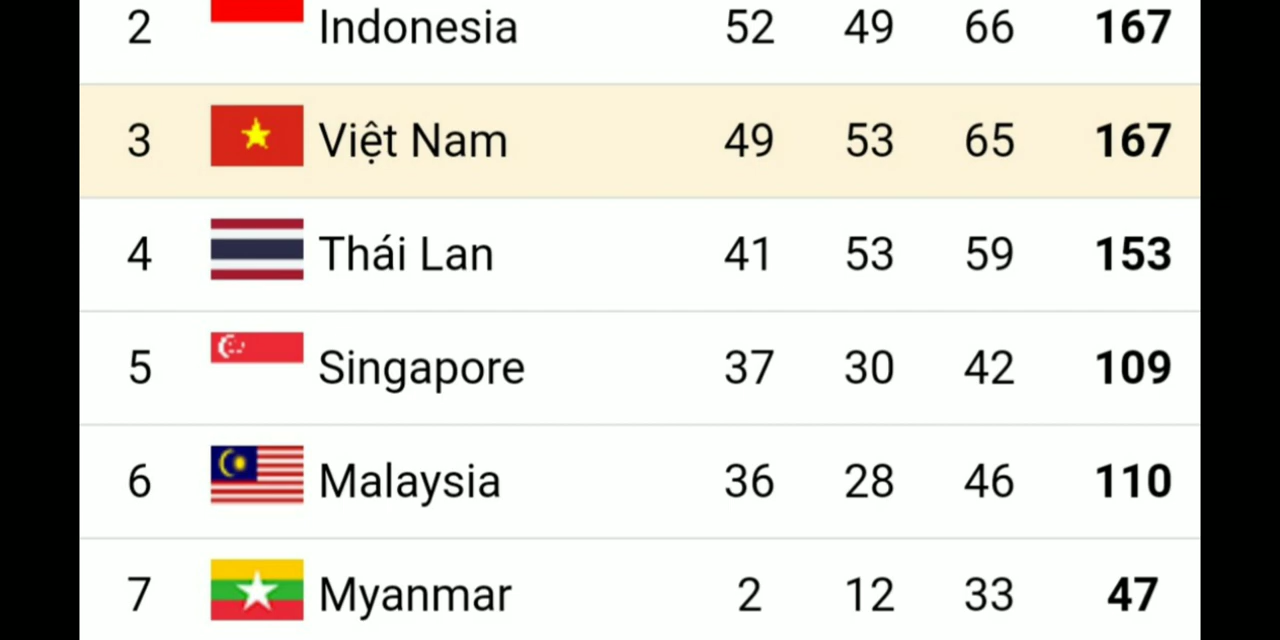 2 Indonesia 52 49 66 167
3 Việt Nam 49 53 65 167
4 Thái Lan 41 53 59 153
5 Singapore 37 30 42 109
6 Malaysia 36 28 46 110
7 Myanmar 2 12 33 47